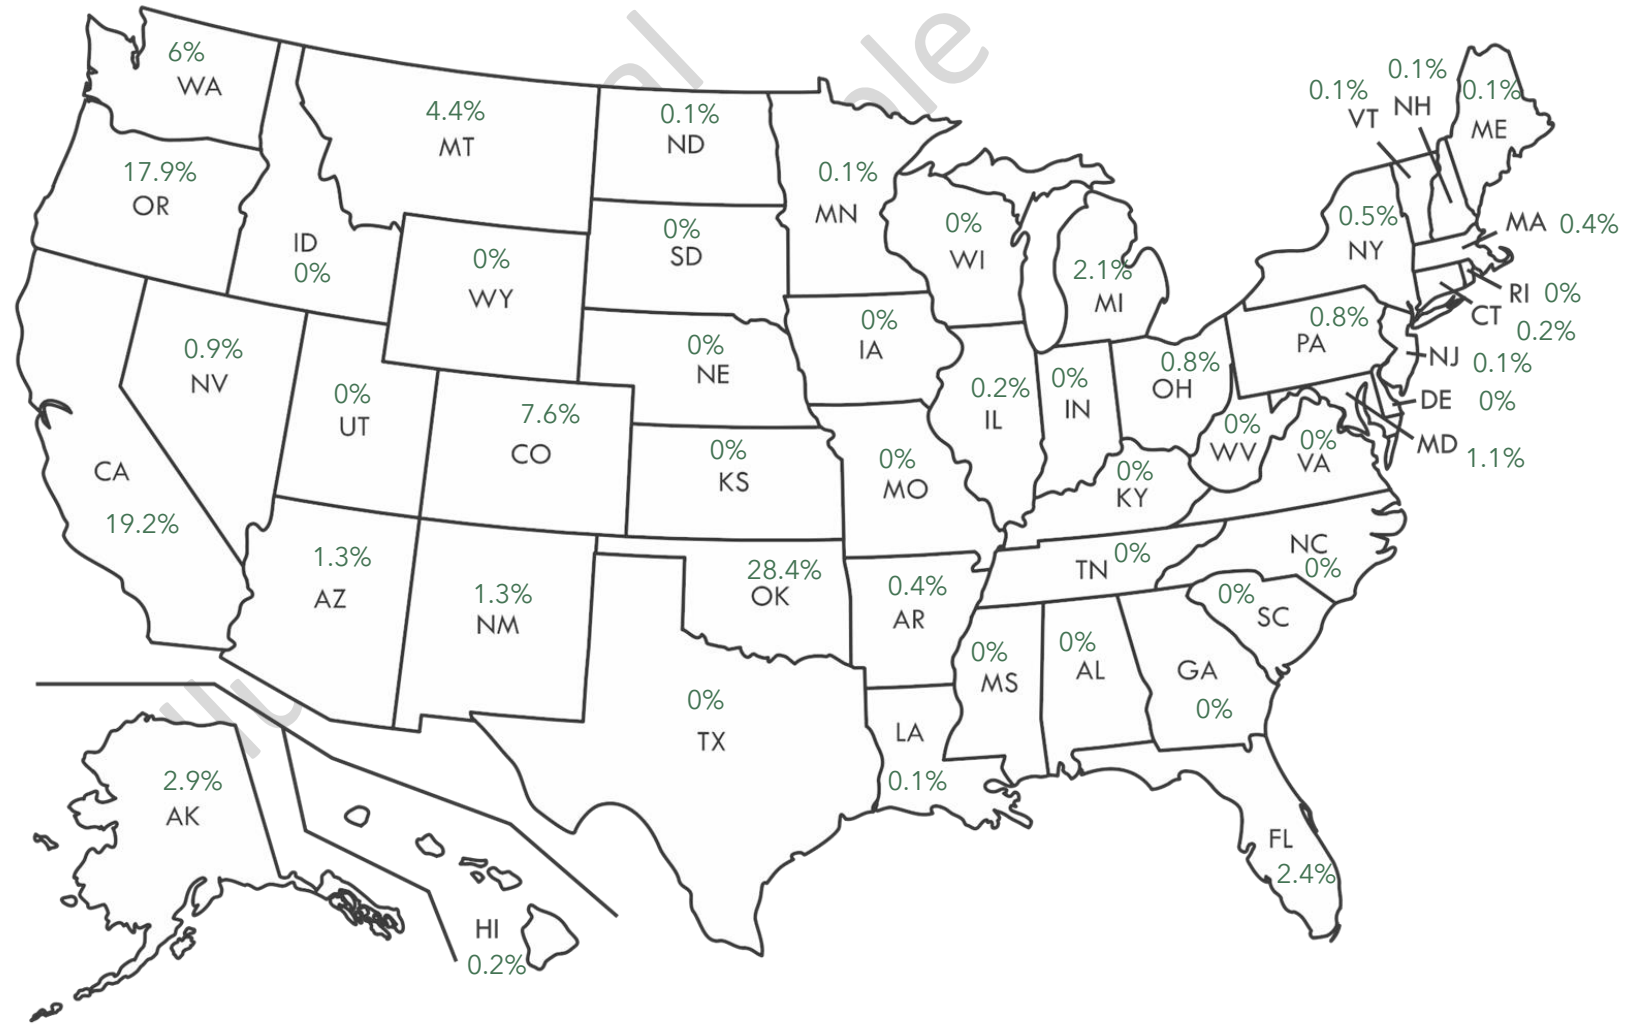 6%
WA
4.4%
MT
0.1%
ND
0.1%
MN
17.9%
OR
ID
0%
0%
WY
0%
SD
0%
WI
2.1%
MI
0.1%
VT
0.1%
NH
0.1%
ME
0.5%
NY
MA 0.4%
RI 0%
CT
0.2%
0.9%
NV
0%
UT
7.6%
CO
0%
NE
0%
IA
0.2%
IL
0%
IN
0.8%
OH
0.8%
PA
NJ 0.1%
DE 0%
MD 1.1%
CA
19.2%
0%
KS
0%
MO
0%
KY
0%
WV
0%
VA
1.3%
AZ
1.3%
NM
28.4%
OK
0.4%
AR
TN 0%
NC
0%
0%
SC
0%
TX
LA
0.1%
0%
MS
0%
AL
GA
0%
FL
2.4%
2.9%
AK
HI
0.2%